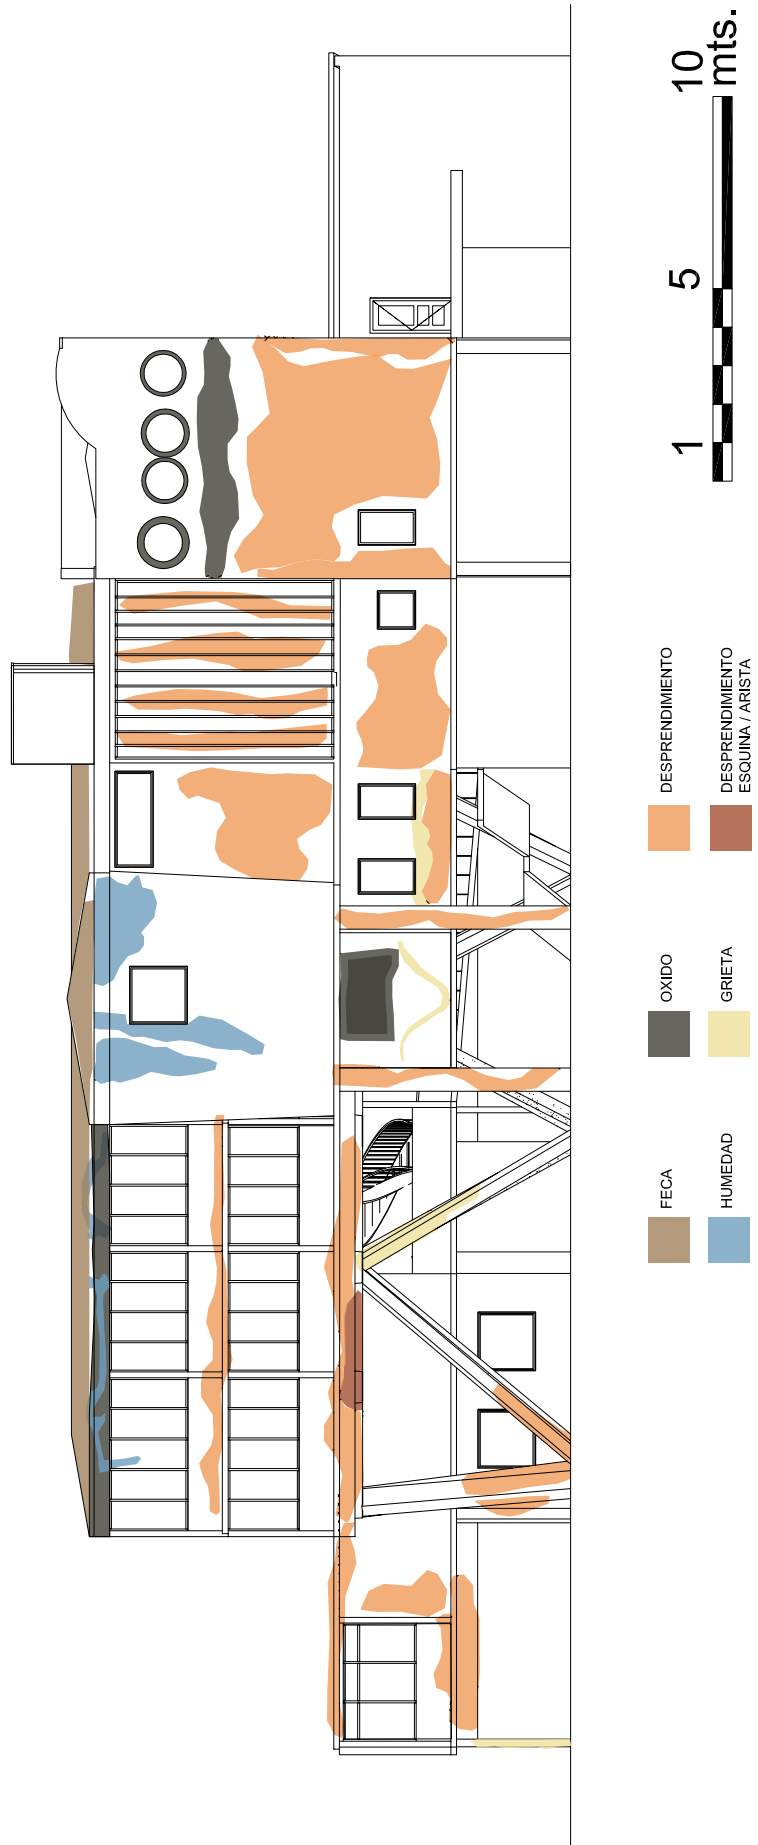 FECA
HUMEDAD
OXIDO
GRIETA
DESPRENDIMIENTO
DESPRENDIMIENTO
ESQUINA / ARISTA
1 5 10
mts.